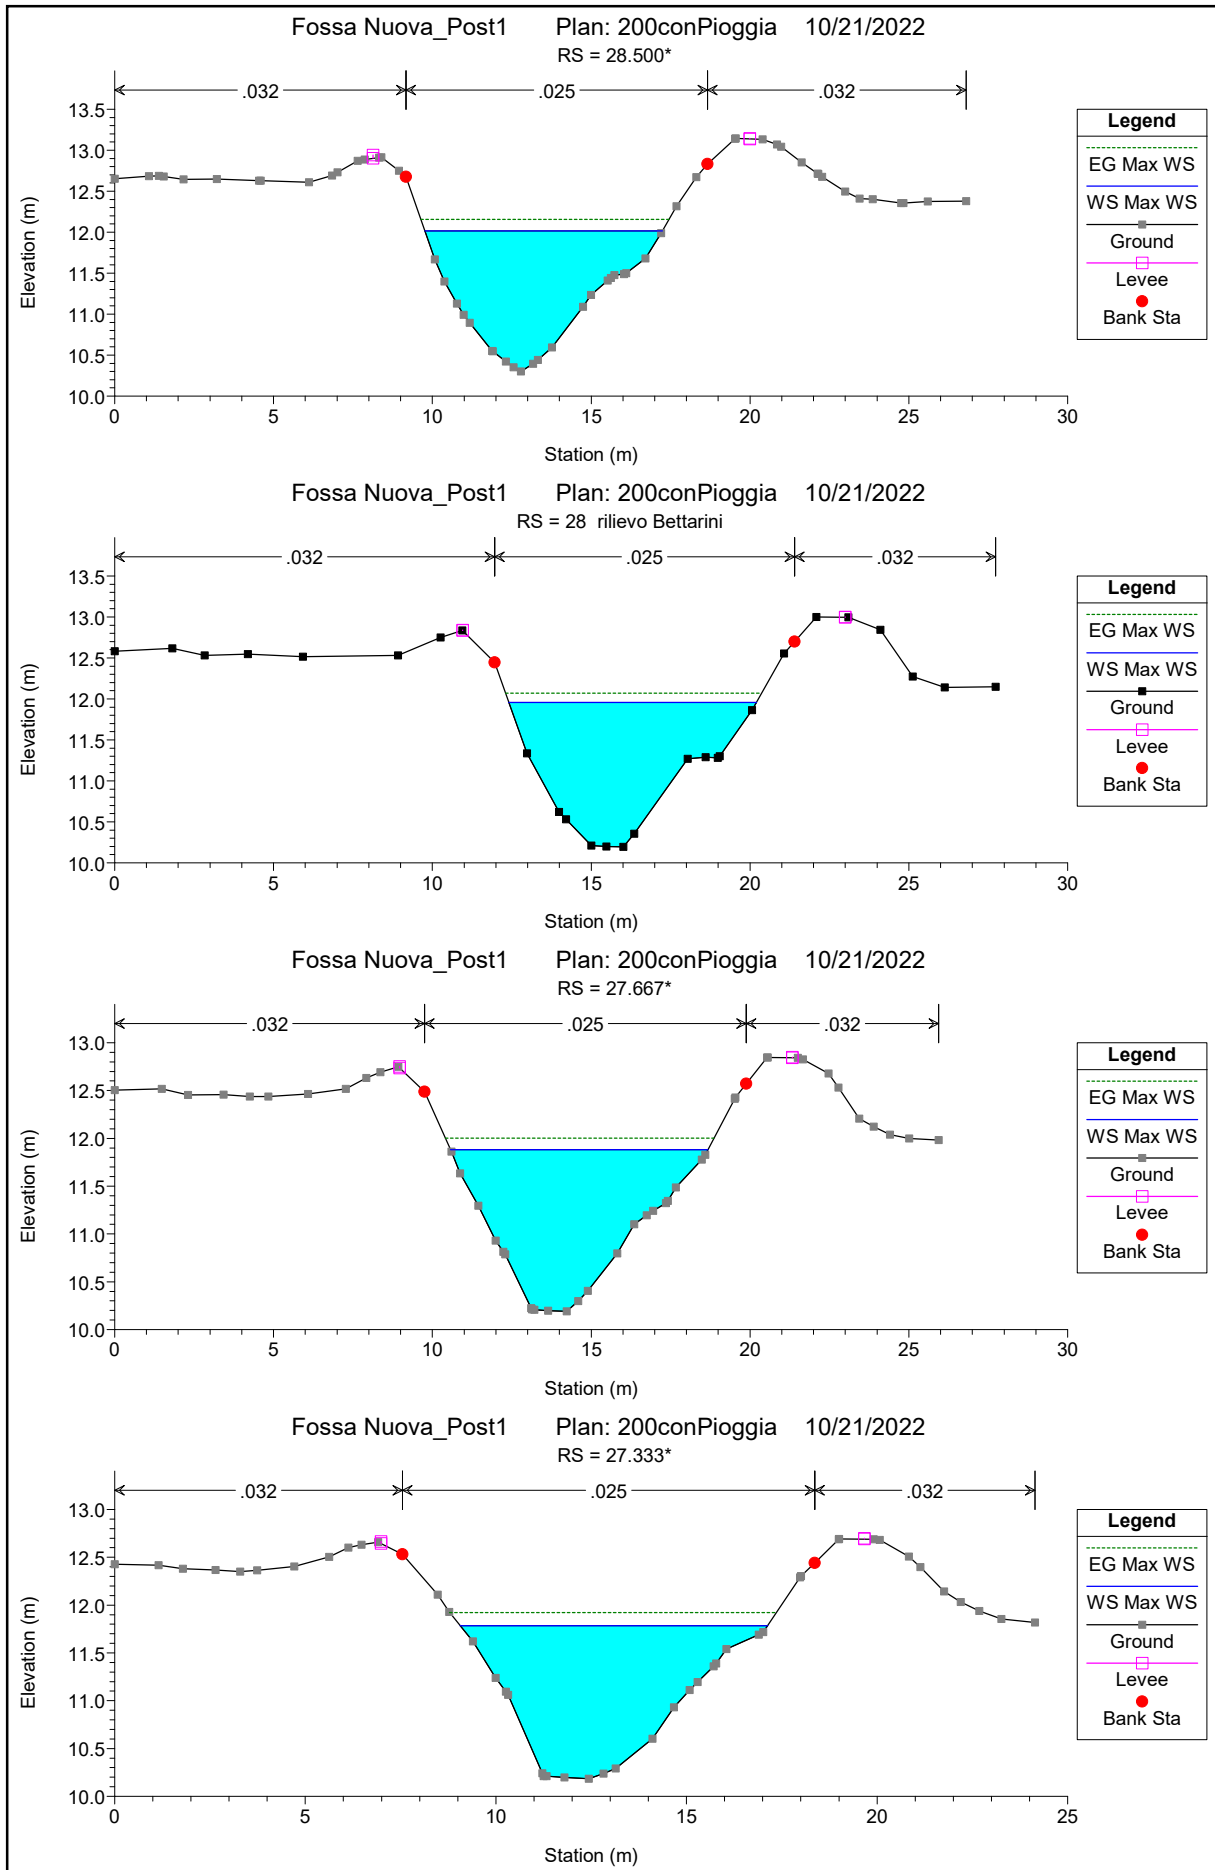 Fossa Nuova_Post1 Plan: 200conPioggia 10/21/2022
RS = 28.500*
.032 .025 .032
13.5
13.0
12.5
12.0
11.5
11.0
10.5
10.0
Elevation (m)
0 5 10 15 20 25 30
Station (m)
Legend
EG Max WS
WS Max WS
Ground
Levee
Bank Sta
Fossa Nuova_Post1 Plan: 200conPioggia 10/21/2022
RS = 28 rilievo Bettarini
.032 .025 .032
13.5
13.0
12.5
12.0
11.5
11.0
10.5
10.0
Elevation (m)
0 5 10 15 20 25 30
Station (m)
Legend
EG Max WS
WS Max WS
Ground
Levee
Bank Sta
Fossa Nuova_Post1 Plan: 200conPioggia 10/21/2022
RS = 27.667*
.032 .025 .032
13.0
12.5
12.0
11.5
11.0
10.5
10.0
Elevation (m)
0 5 10 15 20 25 30
Station (m)
Legend
EG Max WS
WS Max WS
Ground
Levee
Bank Sta
Fossa Nuova_Post1 Plan: 200conPioggia 10/21/2022
RS = 27.333*
.032 .025 .032
13.0
12.5
12.0
11.5
11.0
10.5
10.0
Elevation (m)
0 5 10 15 20 25
Station (m)
Legend
EG Max WS
WS Max WS
Ground
Levee
Bank Sta